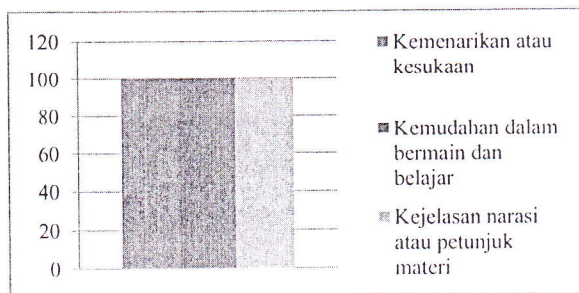 120
100
80
60
40
20
0
Kemenarikan atau
kesukaan
Kemudahan dalam
bermain dan
belajar
Kejelasan narasi
atau petunjuk
materi